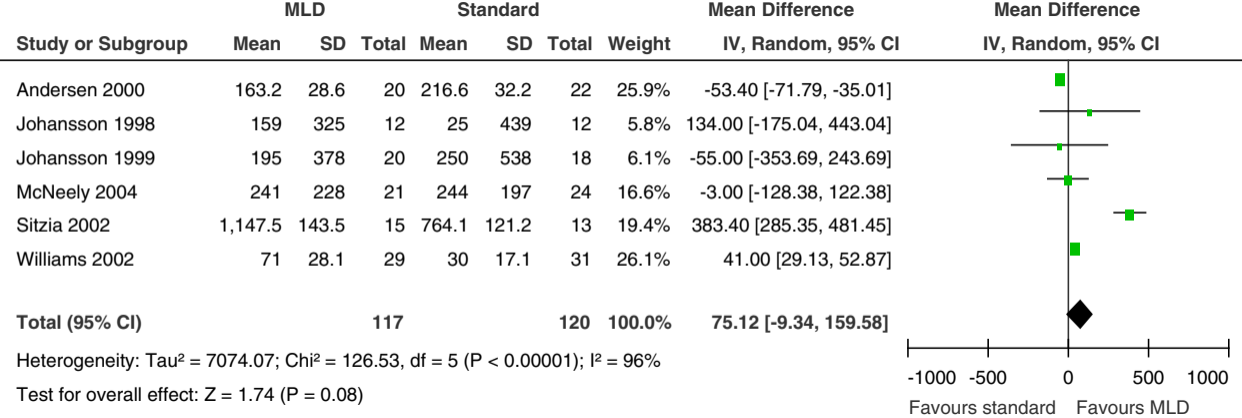 MLD Standard Mean Difference Mean Difference
Study or Subgroup Mean SD Total Mean SD Total Weight IV, Random, 95% CI IV, Random, 95% CI
Andersen 2000 163.2 28.6 20 216.6 32.2 22 25.9% -53.40 [-71.79, -35.01]
Johansson 1998 159 325 12 25 439 12 5.8% 134.00 [-175.04, 443.04]
Johansson 1999 195 378 20 250 538 18 6.1% -55.00 [-353.69, 243.69]
McNeely 2004 241 228 21 244 197 24 16.6% -3.00 [-128.38, 122.38]
Sitzia 2002 1,147.5 143.5 15 764.1 121.2 13 19.4% 383.40 [285.35, 481.45]
Williams 2002 71 28.1 29 30 17.1 31 26.1% 41.00 [29.13, 52.87]
Total (95% CI) 117 120 100.0% 75.12 [-9.34, 159.58]
Heterogeneity: Tau² = 7074.07; Chi² = 126.53, df = 5 (P < 0.00001); I² = 96%
Test for overall effect: Z = 1.74 (P = 0.08)
-1000 -500 0 500 1000
Favours standard Favours MLD